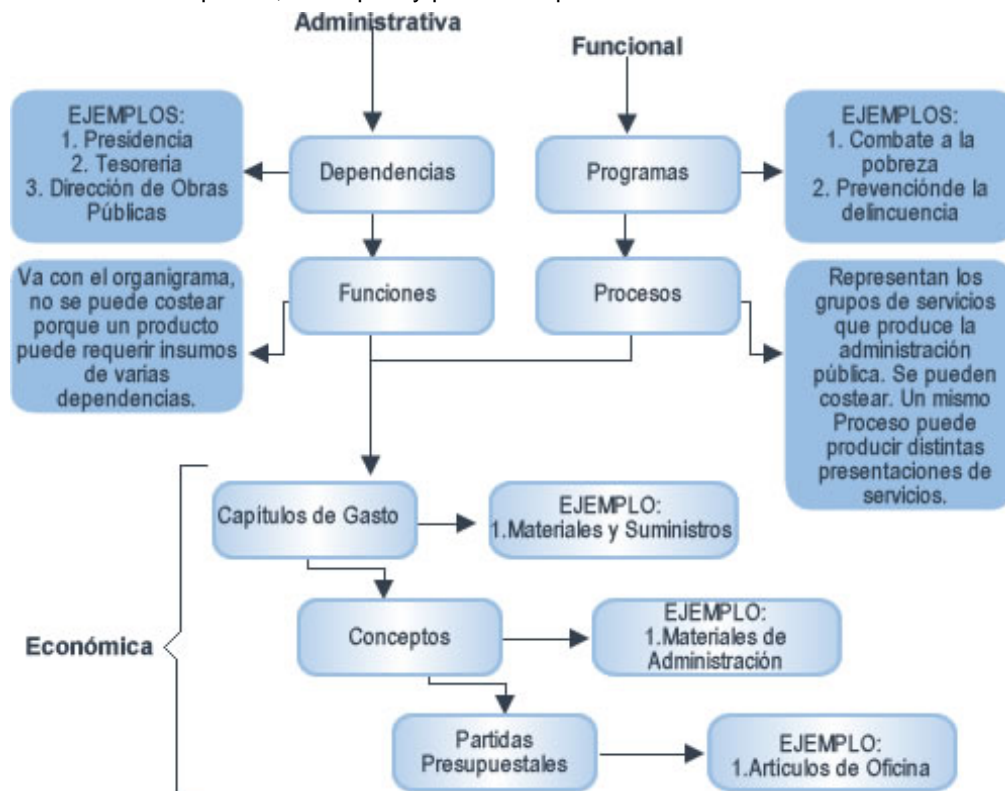 Administrativa
Funcional
EJEMPLOS:
1. Presidencia
2. Tesoreria
3. Dirección de Obras
Públicas
Dependencias
Programas
EJEMPLOS:
1. Combate a la
pobreza
2. Prevenciónde la
delincuencia
Va con el organigrama,
no se puede costear
porque un producto
puede requerir insumos
de varias
dependencias.
Funciones
Procesos
Representan los
grupos de servicios
que produce la
administración
pública. Se pueden
costear. Un mismo
Proceso puede
producir distintas
presentaciones de
servicios.
Económica
Capitulos de Gasto
EJEMPLO:
1.Materiales y Suministros
Conceptos
EJEMPLO:
1.Materiales de
Administración
Partidas
Presupuestales
EJEMPLO:
1.Artículos de Oficina